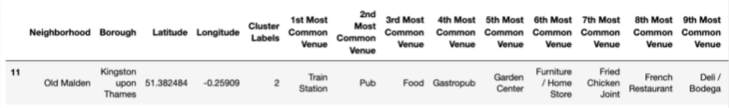 Neighborhood Borough Latitude Longitude Cluster Labels 1st Most Common Venue 2nd Most Common Venue 3rd Most Common Venue 4th Most Common Venue 5th Most Common Venue 6th Most Common Venue 7th Most Common Venue 8th Most Common Venue 9th Most Common Venue
11 Old Malden Kingston upon Thames 51.382484 -0.25909 2 Train Station Pub Food Gastropub Garden Center Furniture / Home Store Fried Chicken Joint French Restaurant Deli / Bodega